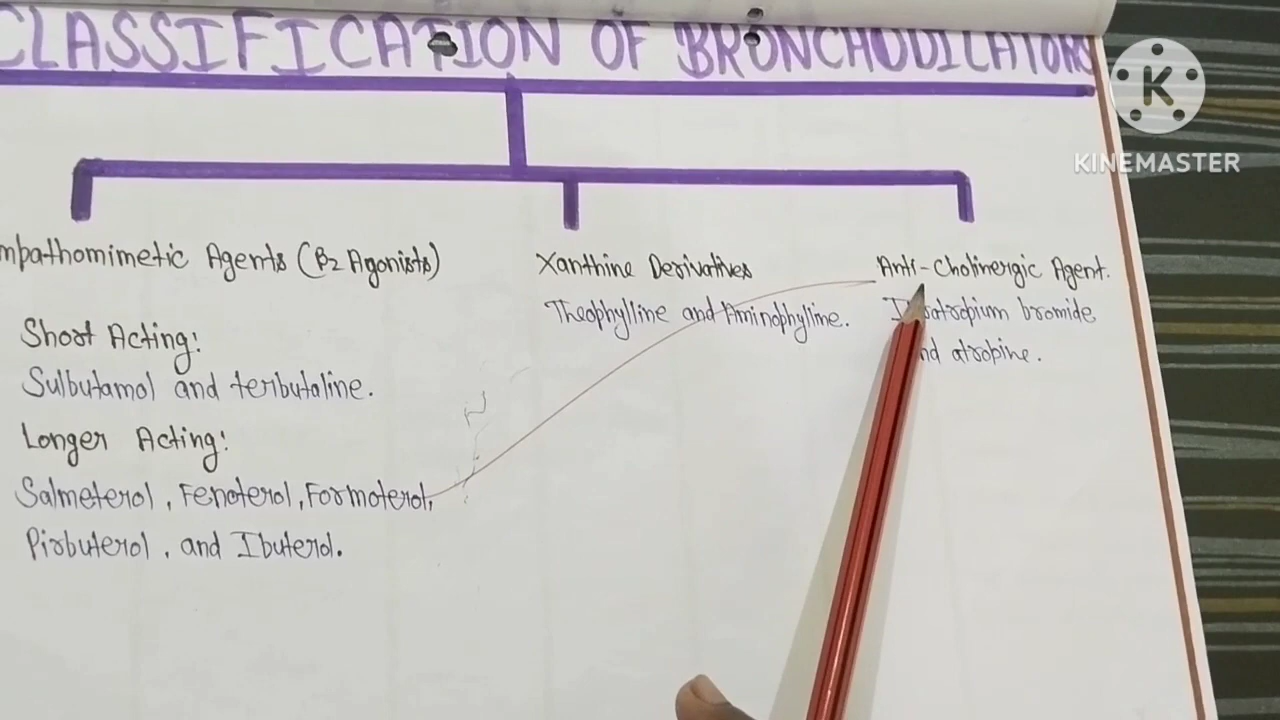 CLASSIFICATION OF BRONCHODILATORS
KINEMASTER
mpathomimetic Agents (β2 Agonists)
Short Acting:
Sulbutamol and terbutaline.
Longer Acting:
Salmeterol, Fenoterol, Formoterol,
Pirbuterol, and Ibuterol.
Xanthine Derivatives
Theophylline and Aminophylline.
Anti-Cholinergic Agent.
bromide
atropine.